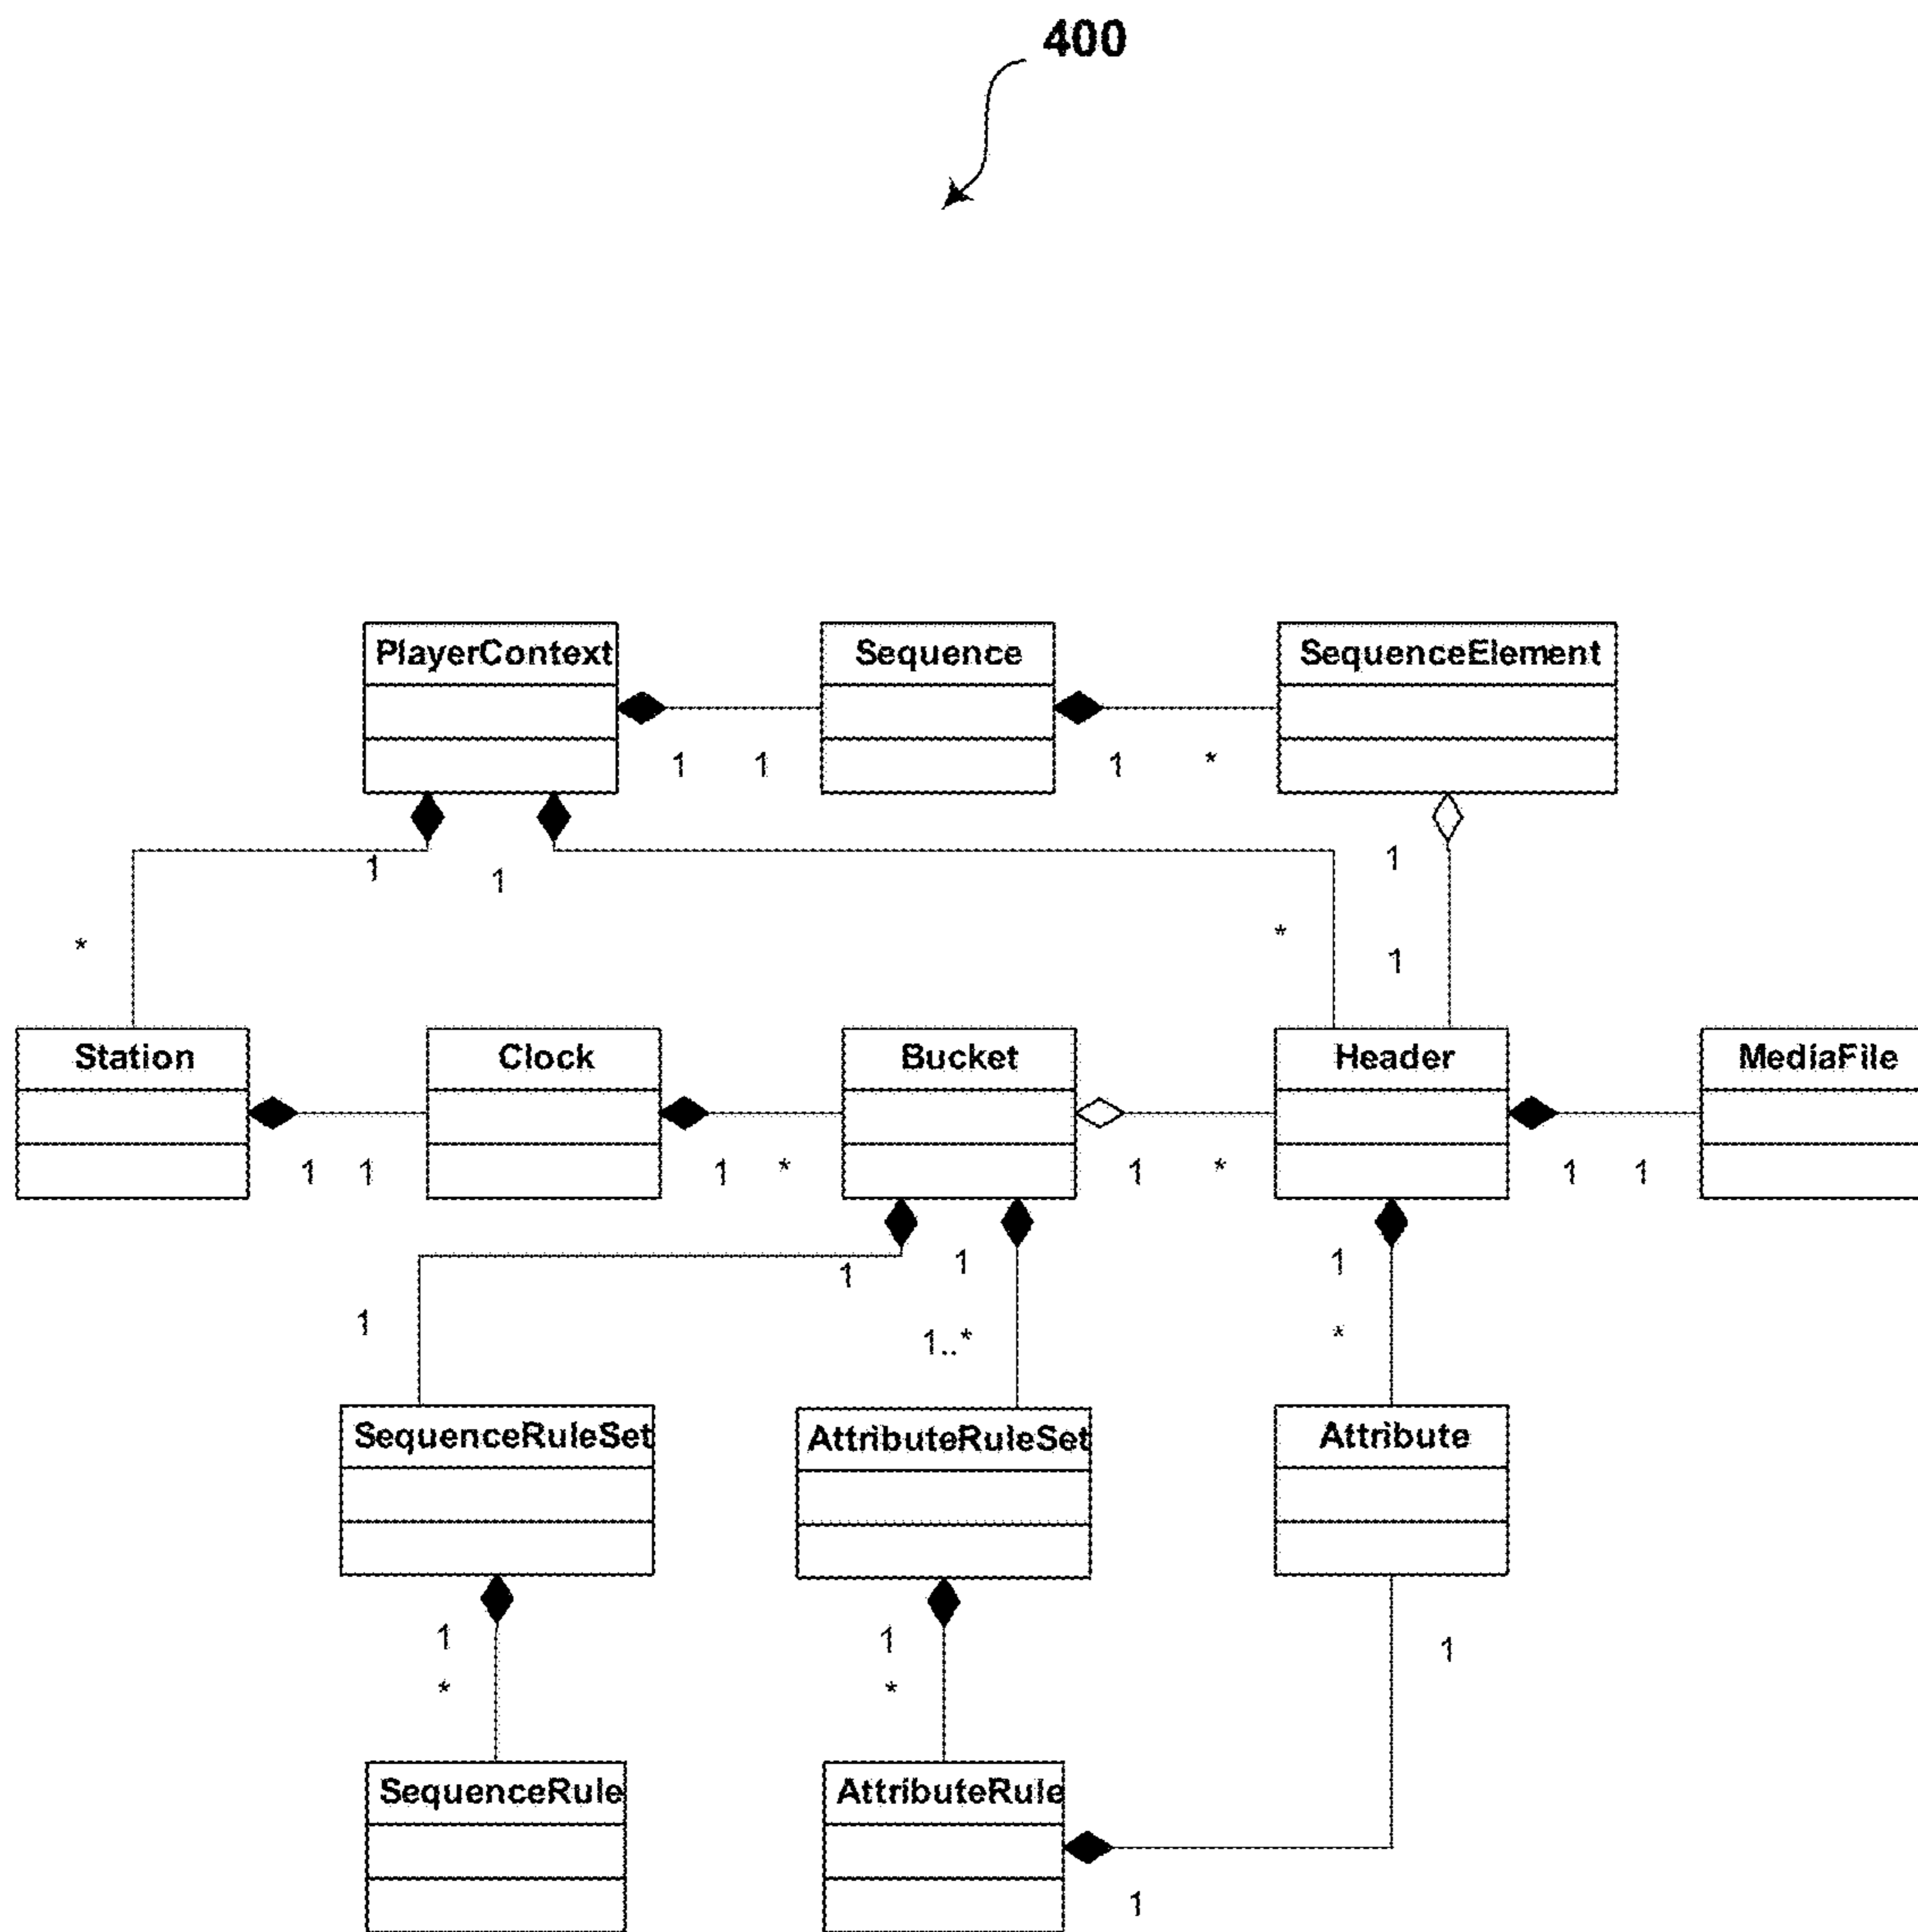 400
PlayerContext
Sequence
SequenceElement
1 1
1 *
1
1
1
*
*
1
Station
Clock
Bucket
Header
MediaFile
1 1
1 *
1 *
1 1
1
1
1
1
1..*
1
*
SequenceRuleSet
AttributeRuleSet
Attribute
1
*
1
*
1
SequenceRule
AttributeRule
1